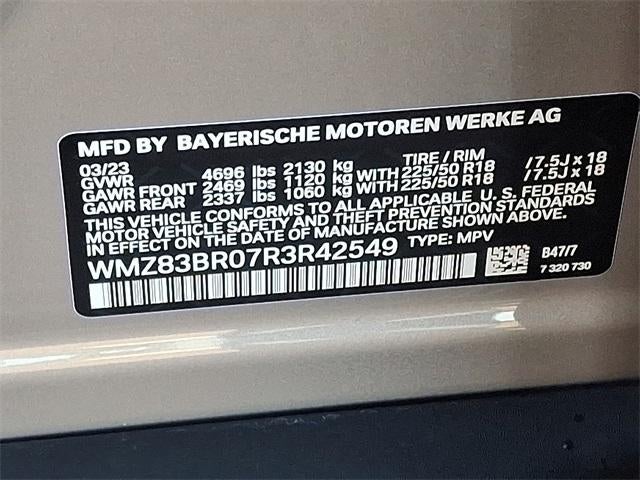 MFD BY BAYERISCHE MOTOREN WERKE AG
03/23 TIRE / RIM
GVWR 4696 lbs 2130 kg
GAWR FRONT 2469 lbs 1120 kg WITH 225/50 R18 /7.5J x 18
GAWR REAR 2337 lbs 1060 kg WITH 225/50 R18 /7.5J x 18
THIS VEHICLE CONFORMS TO ALL APPLICABLE U. S. FEDERAL
MOTOR VEHICLE SAFETY AND THEFT PREVENTION STANDARDS IN
EFFECT ON THE DATE OF MANUFACTURE SHOWN ABOVE.
WMZ83BR07R3R42549 TYPE: MPV
B47/7
7 320 730